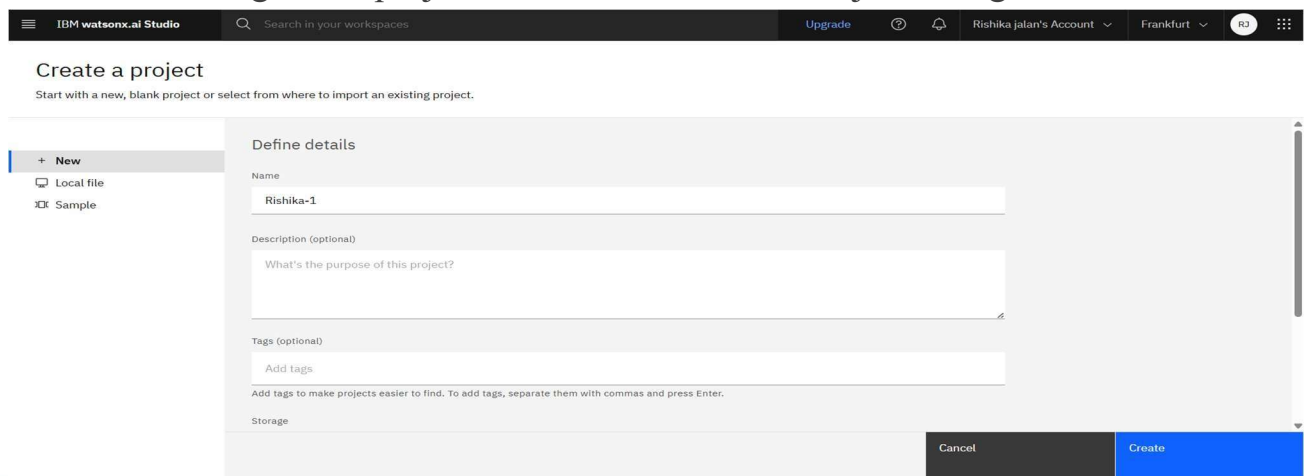 IBM watsonx.ai Studio Search in your workspaces Upgrade Rishika jalan's Account Frankfurt RJ
Create a project
Start with a new, blank project or select from where to import an existing project.
+ New
Local file
Sample
Define details
Name
Rishika-1
Description (optional)
What's the purpose of this project?
Tags (optional)
Add tags
Add tags to make projects easier to find. To add tags, separate them with commas and press Enter.
Storage
Cancel Create